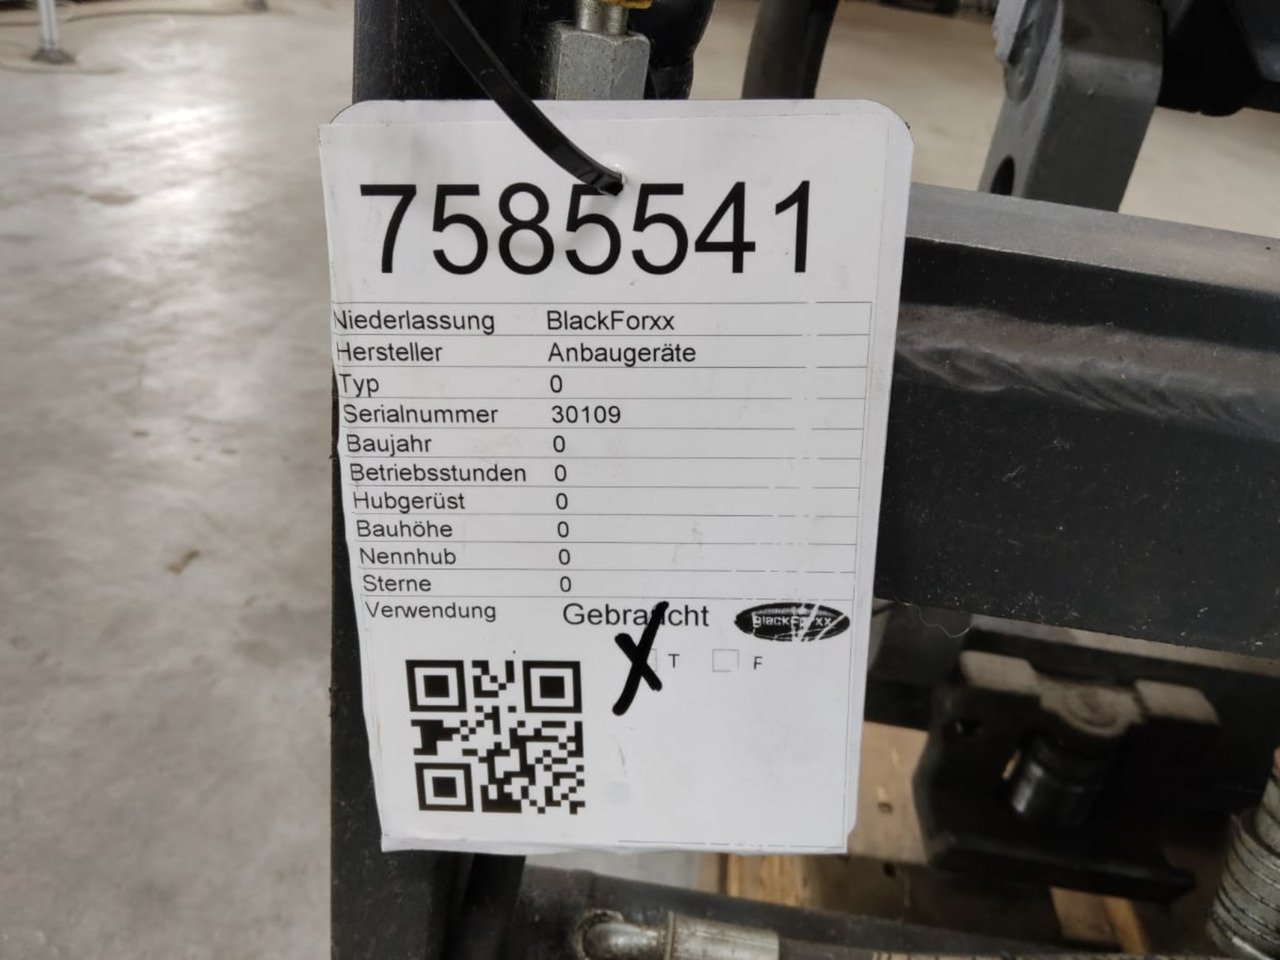 7585541
Niederlassung BlackForxx
Hersteller Anbaugeräte
Typ 0
Serialnummer 30109
Baujahr 0
Betriebsstunden 0
Hubgerüst 0
Bauhöhe 0
Nennhub 0
Sterne 0
Verwendung Gebraucht BlackForxx
T F